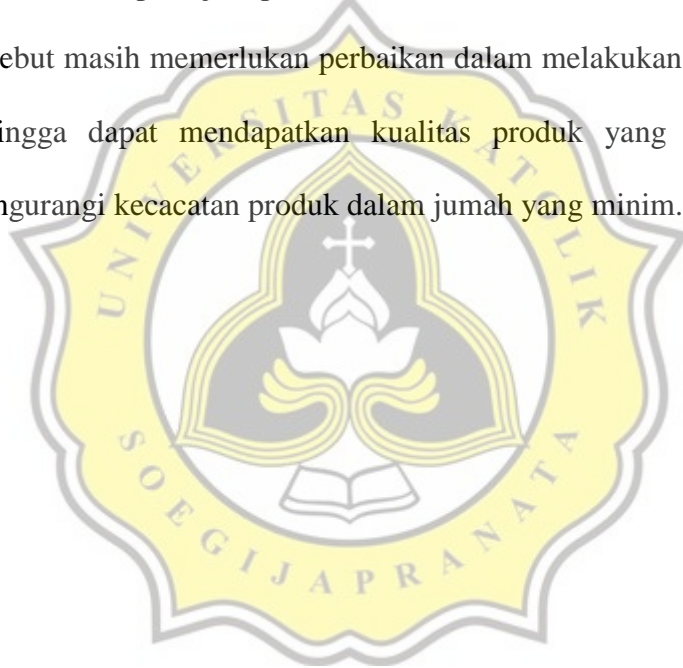 ebut masih memerlukan perbaikan dalam melakukan
ingga dapat mendapatkan kualitas produk yang
ngurangi kecacatan produk dalam jumah yang minim.
UNIVERSITAS KATOLIK
SOEGIJAPRANATA